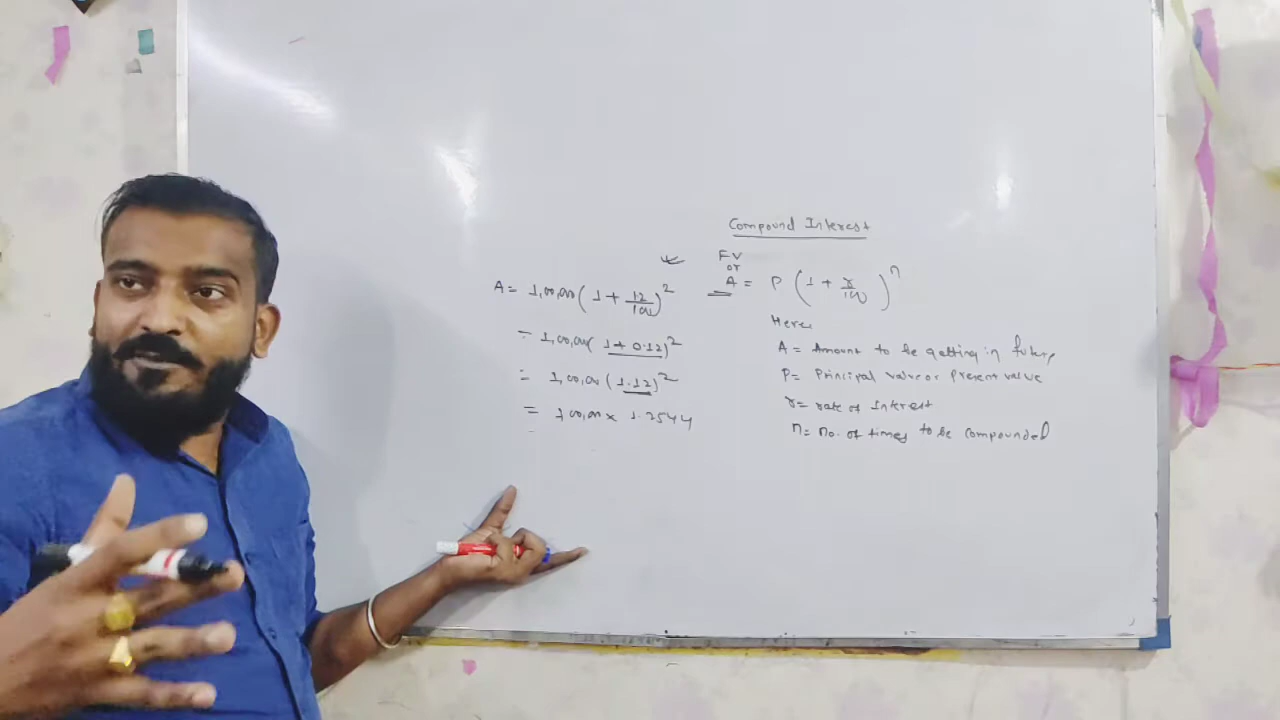 Compound Interest
FV
or
A = P (1 + r/100)^n
Here,
A = Amount to be getting in future
P = Principal value or Present value
r = rate of Interest
n = no. of times to be compounded
A = 1,00,000 (1 + 12/100)^2
= 1,00,000 (1 + 0.12)^2
= 1,00,000 (1.12)^2
= 100,000 × 1.2544